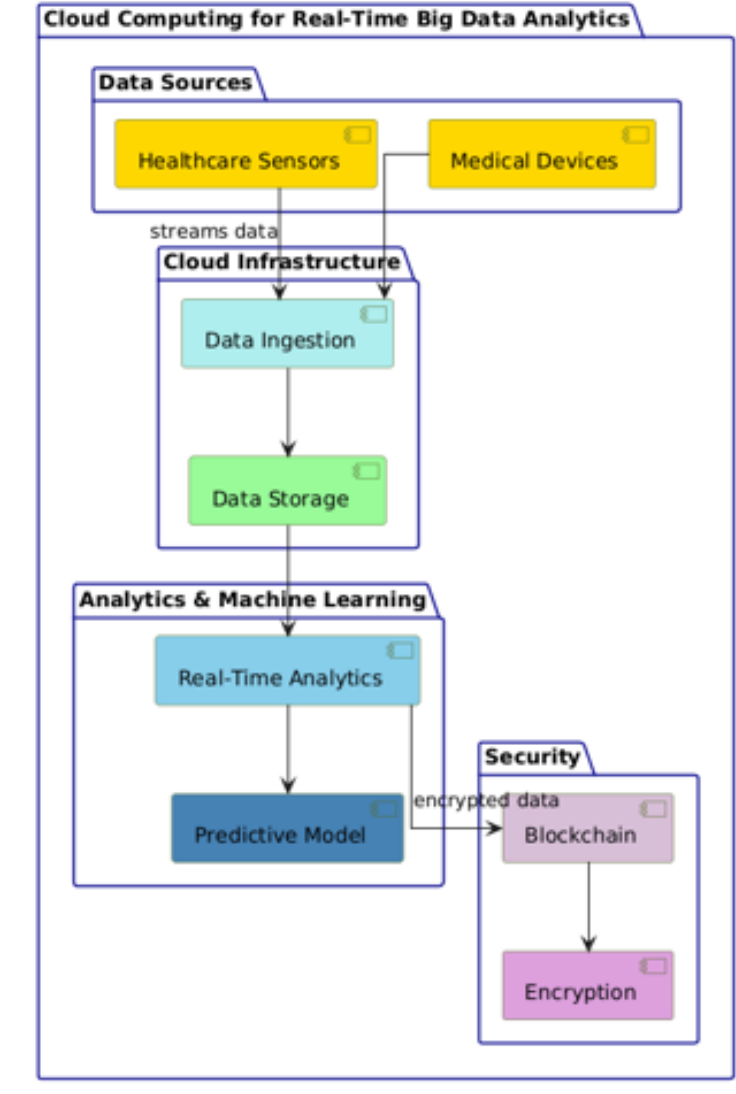 Cloud Computing for Real-Time Big Data Analytics
Data Sources
Healthcare Sensors
Medical Devices
streams data
Cloud Infrastructure
Data Ingestion
Data Storage
Analytics & Machine Learning
Real-Time Analytics
Security
encrypted data
Predictive Model
Blockchain
Encryption